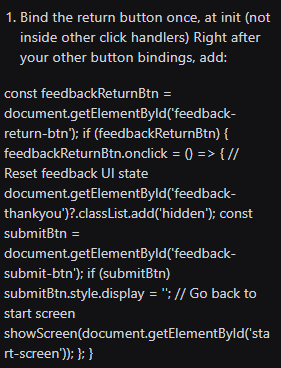 1. Bind the return button once, at init (not
inside other click handlers) Right after
your other button bindings, add:
const feedbackReturnBtn =
document.getElementById('feedback-
return-btn'); if (feedbackReturnBtn) {
feedbackReturnBtn.onclick = () => { //
Reset feedback UI state
document.getElementById('feedback-
thankyou')?.classList.add('hidden'); const
submitBtn =
document.getElementById('feedback-
submit-btn'); if (submitBtn)
submitBtn.style.display = ''; // Go back to
start screen
showScreen(document.getElementById('sta
rt-screen')); }; }